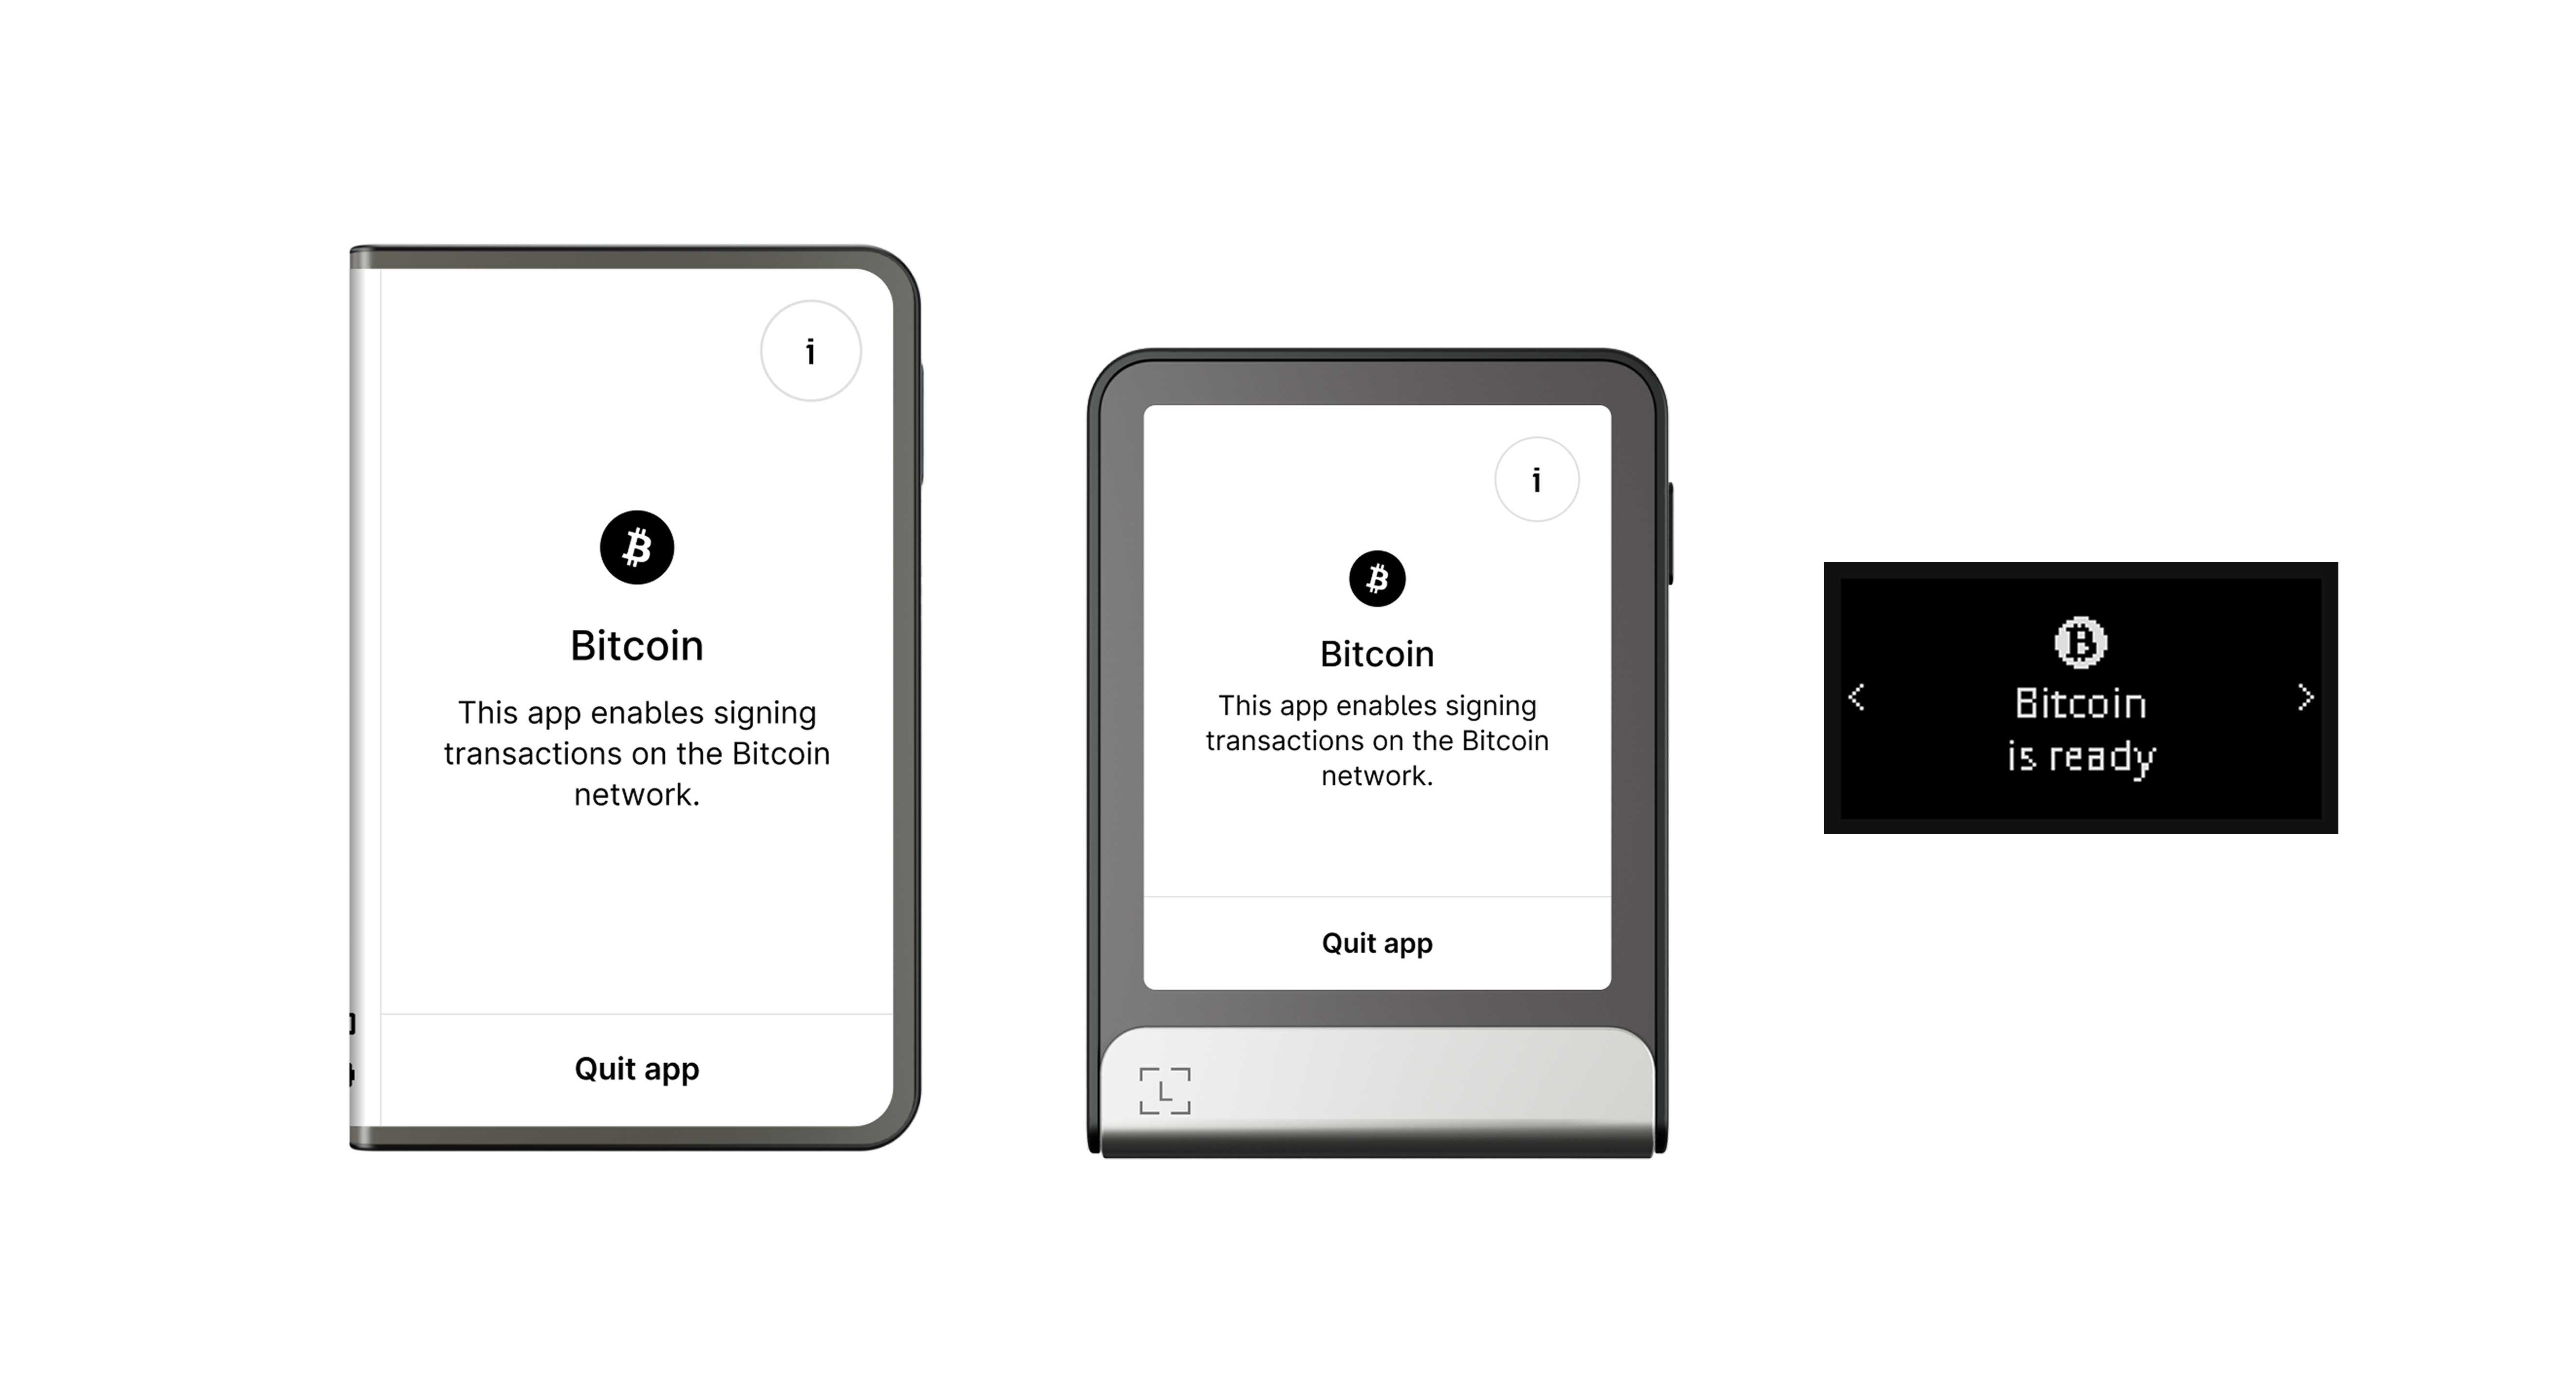 i
Bitcoin
This app enables signing
transactions on the Bitcoin
network.
Quit app
i
Bitcoin
This app enables signing
transactions on the Bitcoin
network.
Quit app
L
< >
Bitcoin
is ready